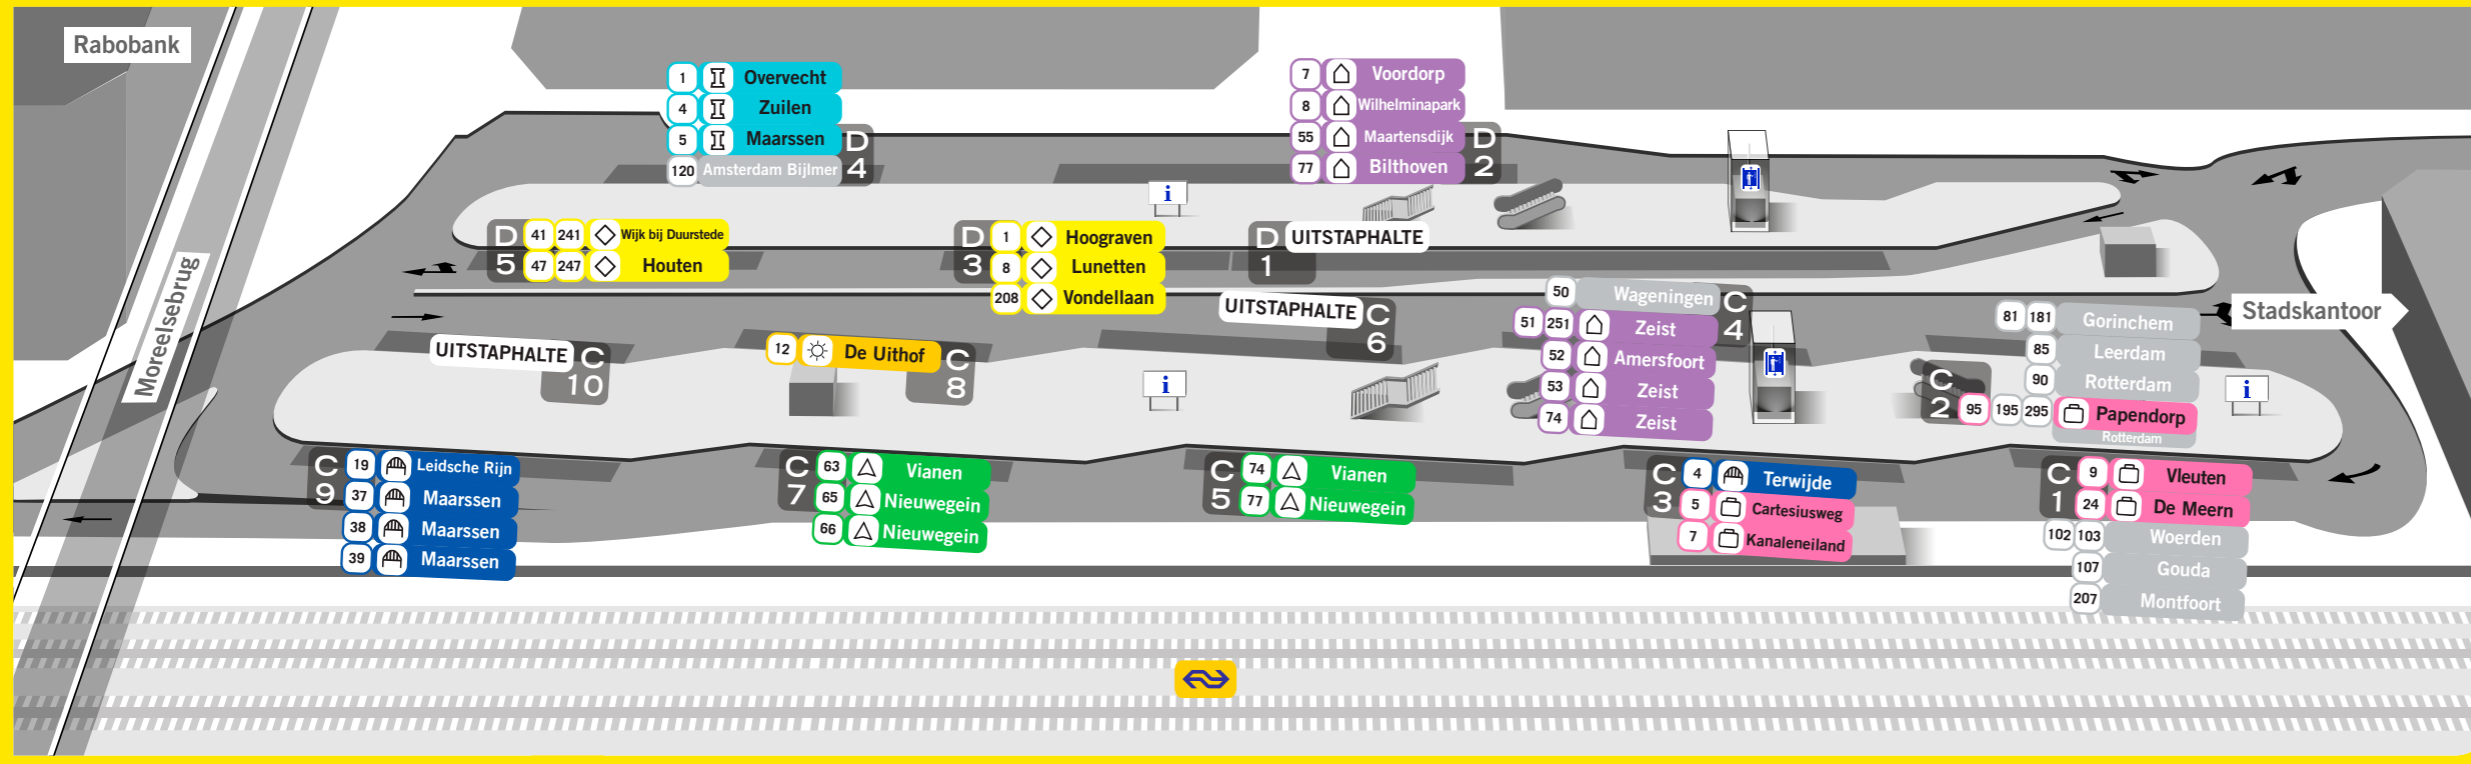 Rabobank
1 Overvecht
4 Zuilen
5 Maarssen
120 Amsterdam Bijlmer
D 4
7 Voordorp
8 Wilhelminapark
55 Maartensdijk
77 Bilthoven
D 2
i
D 5
41 241 Wijk bij Duurstede
47 247 Houten
D 3
1 Hoograven
8 Lunetten
208 Vondellaan
D 1
UITSTAPHALTE
Moreelsebrug
UITSTAPHALTE
C 10
12 De Uithof
C 8
UITSTAPHALTE
C 6
i
50 Wageningen
51 251 Zeist
52 Amersfoort
53 Zeist
74 Zeist
C 4
81 181 Gorinchem
85 Leerdam
90 Rotterdam
95 195 295 Papendorp
Rotterdam
C 2
i
Stadskantoor
C 9
19 Leidsche Rijn
37 Maarssen
38 Maarssen
39 Maarssen
C 7
63 Vianen
65 Nieuwegein
66 Nieuwegein
C 5
74 Vianen
77 Nieuwegein
C 3
4 Terwijde
5 Cartesiusweg
7 Kanaleneiland
C 1
9 Vleuten
24 De Meern
102 103 Woerden
107 Gouda
207 Montfoort